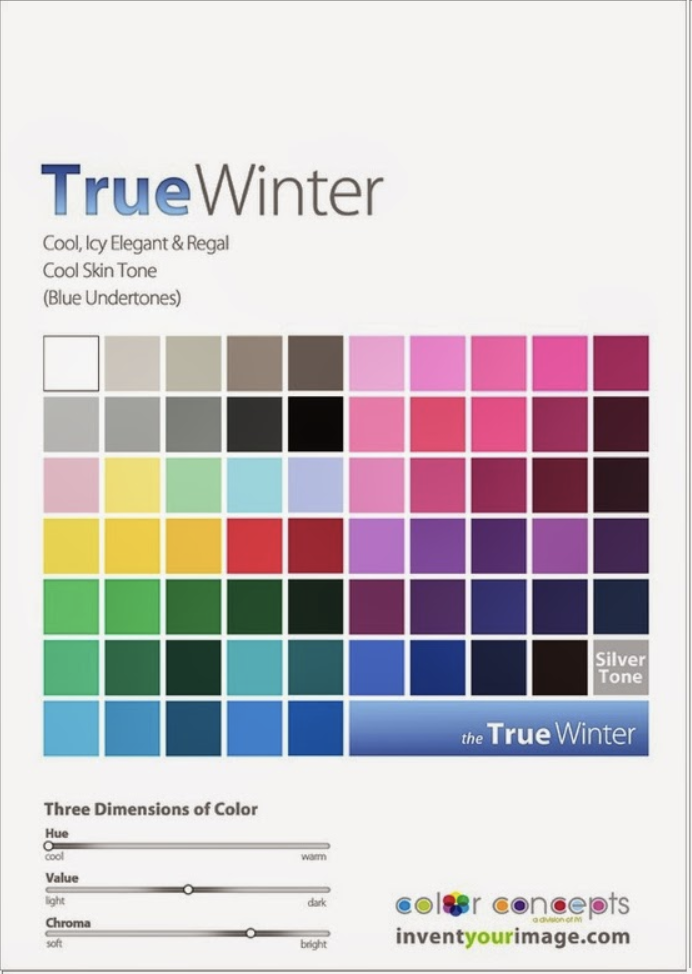 TrueWinter
Cool, Icy Elegant & Regal
Cool Skin Tone
(Blue Undertones)
Silver
Tone
the True Winter
Three Dimensions of Color
Hue
cool warm
Value
light dark
Chroma
soft bright
color concepts
a division of IYI
inventyourimage.com